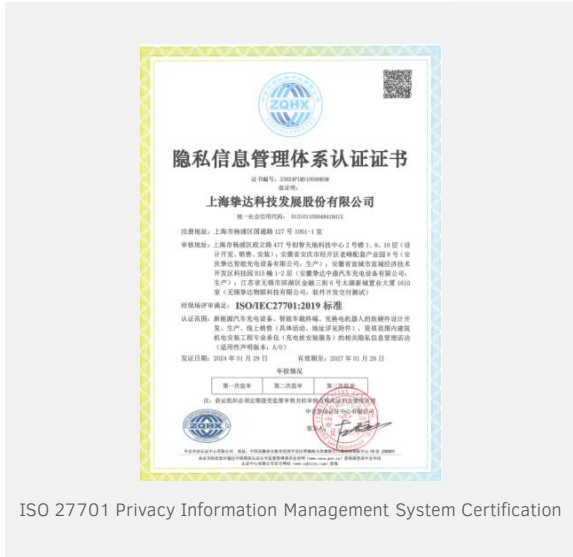 ZQHX
隐私信息管理体系认证证书
证书编号:
兹证明:
上海挚达科技发展股份有限公司
统一社会信用代码:
注册地址: 上海市杨浦区国通路 127 号 1001-1 室
审核地址: 上海市杨浦区政立路 477 号创智天地科技中心 2 号楼 1、8、10 层 (设
计开发、销售、安装); 安徽省安庆市经开区老峰配套产业园 8 号 (安
庆挚达智能充电设备有限公司, 生产); 安徽省宣城市宣城经济技术
开发区科技园 B15 幢 1-2 层 (安徽挚达中鼎汽车充电设备有限公司,
生产); 江苏省无锡市滨湖区金融三街 6 号太湖新城置业大厦 1610
室 (无锡挚达物联科技有限公司, 软件开发交付测试)
经现场评审满足: ISO/IEC27701:2019 标准
认证范围: 新能源汽车充电设备、智能车载终端、充换电机器人的软硬件设计开
发、生产、线上销售 (具体活动、地址详见附件)、资质范围内建筑
机电安装工程专业承包 (充电桩安装服务) 的相关隐私信息管理活动
(适用性声明版本: A/0)
发证日期: 2024 年 01 月 29 日 有效期至: 2027 年 01 月 28 日
年检情况
第一次监审 第二次监审 第三次监审
ZQHX
ISO 27701 Privacy Information Management System Certification